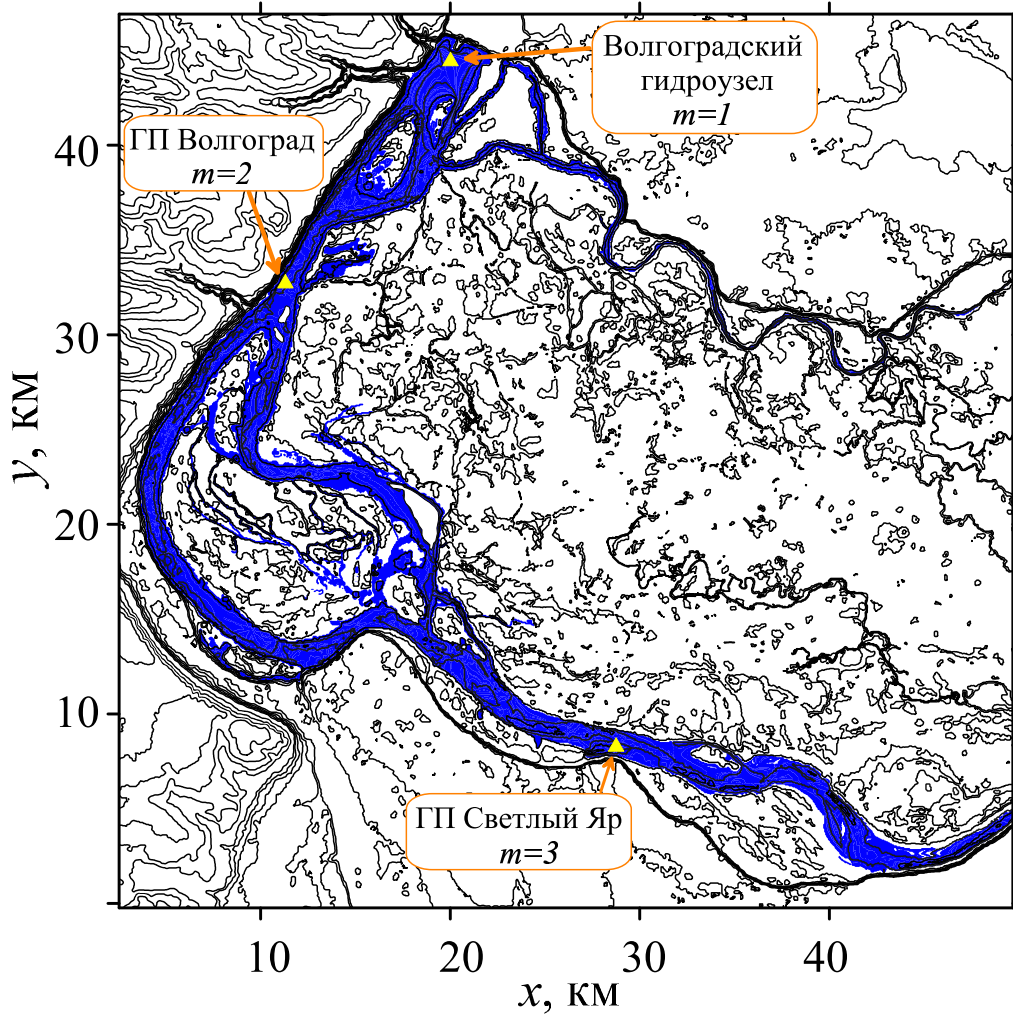 Волгоградский
гидроузел
m=1
ГП Волгоград
m=2
40
30
y, км
20
10
ГП Светлый Яр
m=3
10
20
30
40
x, км